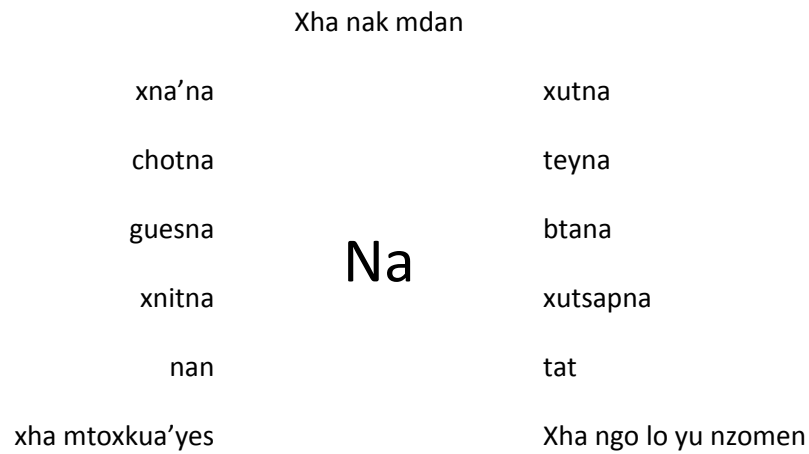 Xha nak mdan
xna’na xutna
chotna teyna
guesna btana
Na
xnitna xutsapna
nan tat
xha mtoxkua’yes Xha ngo lo yu nzomen